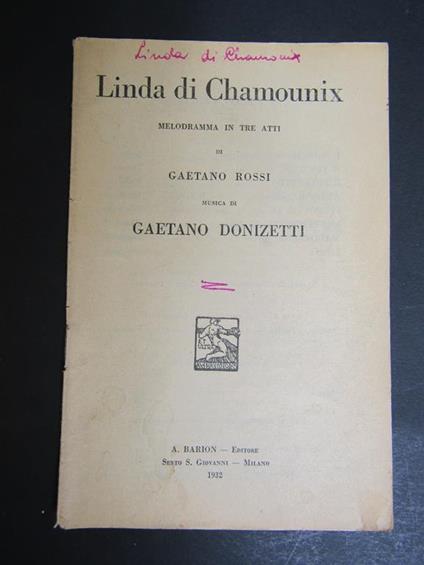 Linda di Chamounix
Linda di Chamounix
MELODRAMMA IN TRE ATTI
DI
GAETANO ROSSI
MUSICA DI
GAETANO DONIZETTI
A. BARION — EDITORE
SESTO S. GIOVANNI — MILANO
1932